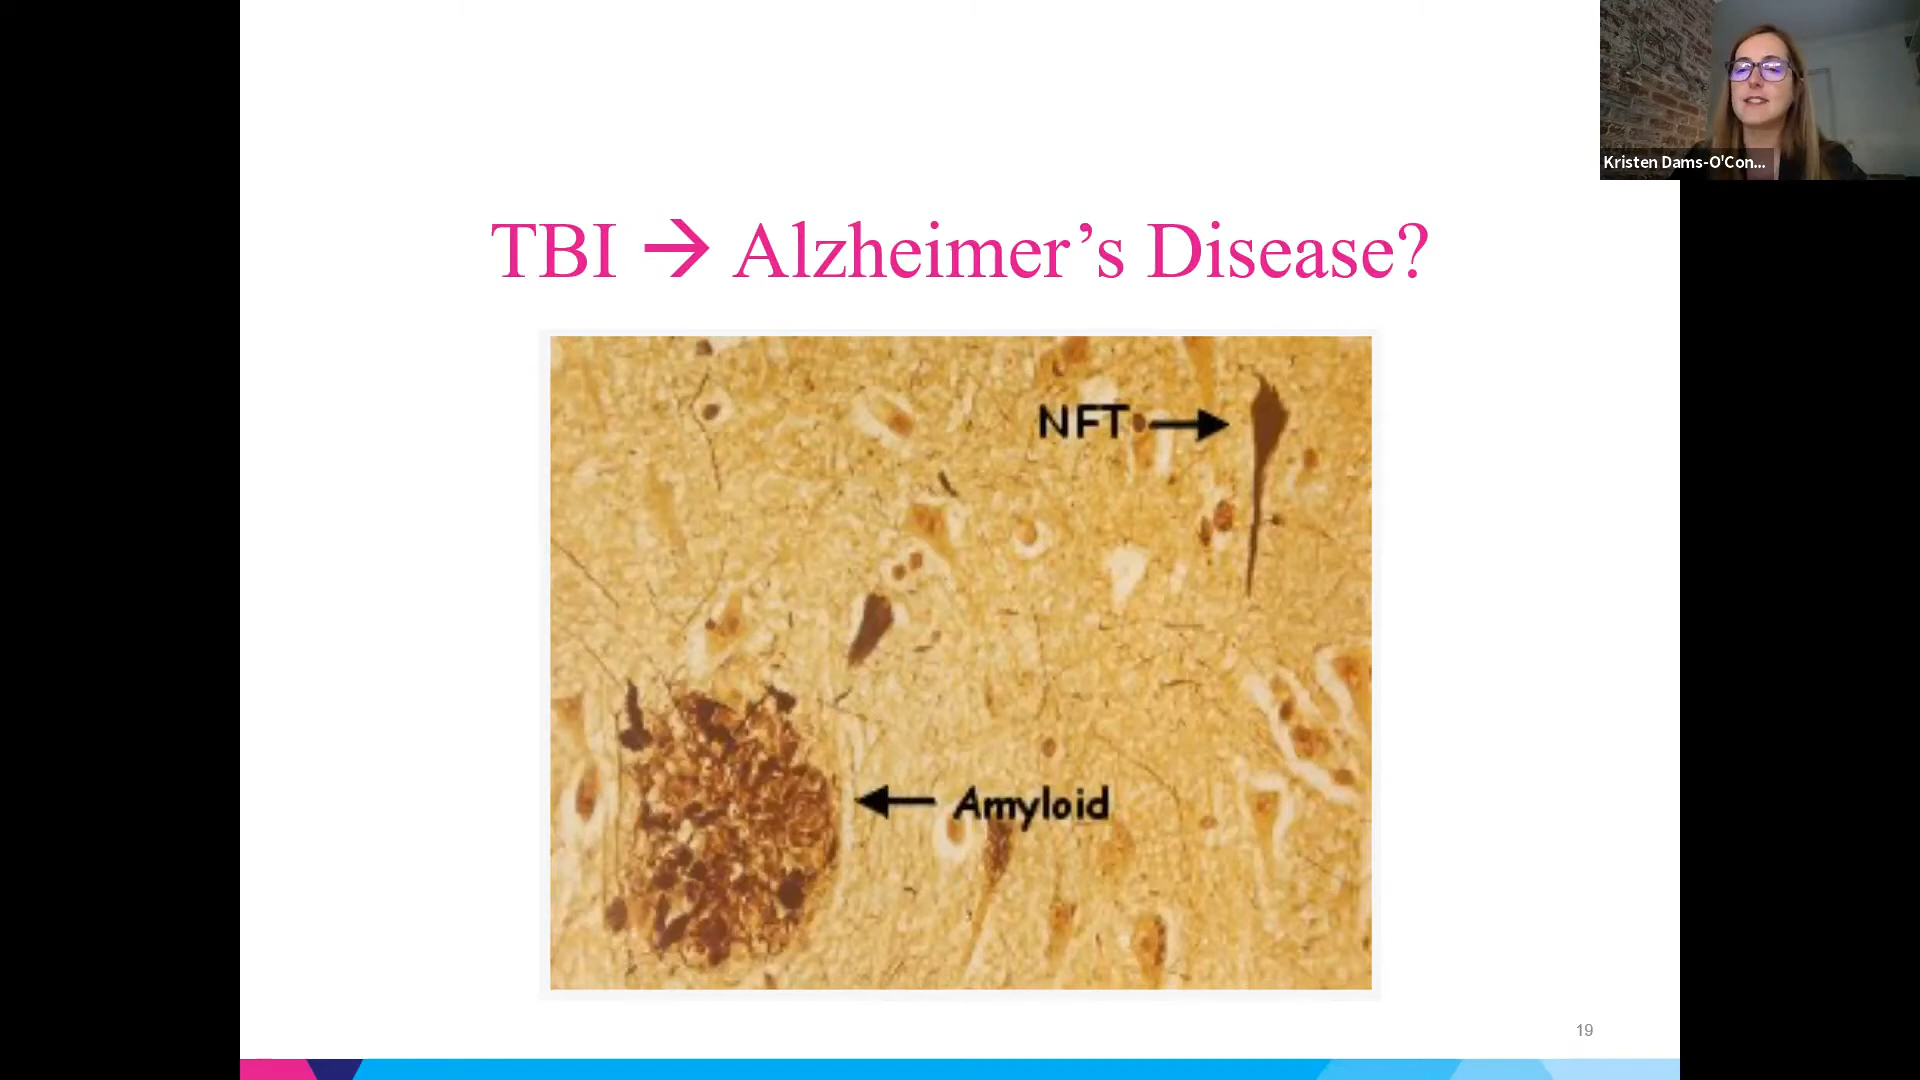 Kristen Dams-O'Con...
TBI → Alzheimer’s Disease?
NFT
Amyloid
19